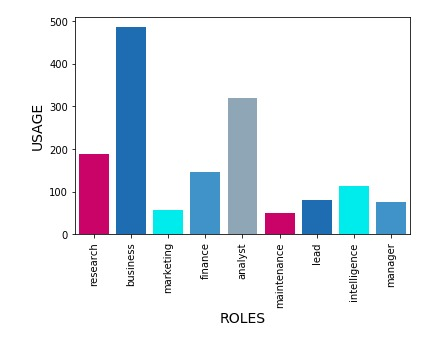 500
400
300
200
100
0
USAGE
research
business
marketing
finance
analyst
maintenance
lead
intelligence
manager
ROLES